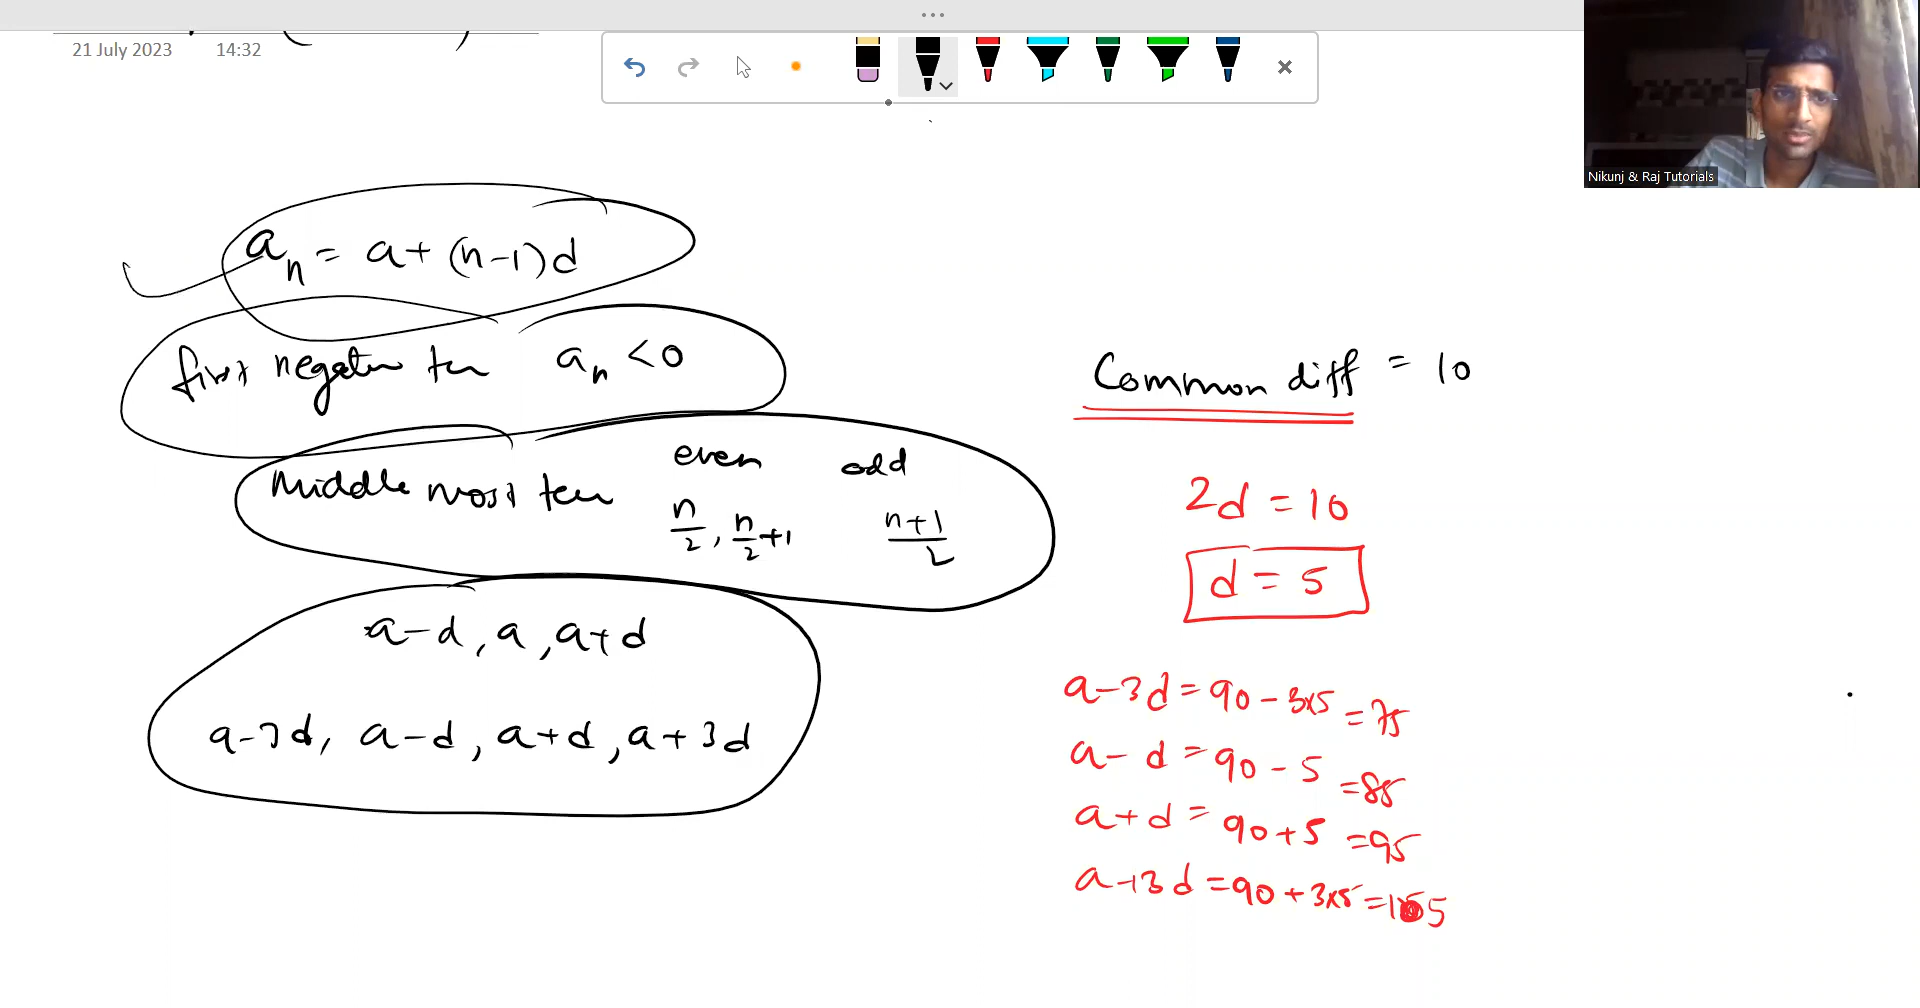 21 July 2023 14:32
Nikunj & Raj Tutorials
aₙ = a + (n-1)d
first negative aₙ < 0
Middle most even odd
n/2, n/2+1 n+1/2
a-d, a, a+d
a-3d, a-d, a+d, a+3d
Common diff = 10
2d = 10
d = 5
a-3d = 90 - 3x5 = 75
a-d = 90 - 5 = 85
a+d = 90+5 = 95
a+3d = 90 + 3x5 = 105